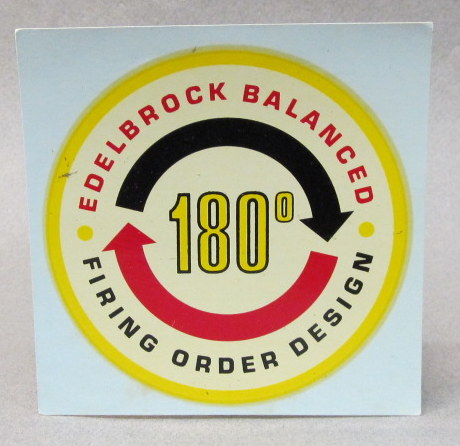 EDELBROCK BALANCED
180°
FIRING ORDER DESIGN